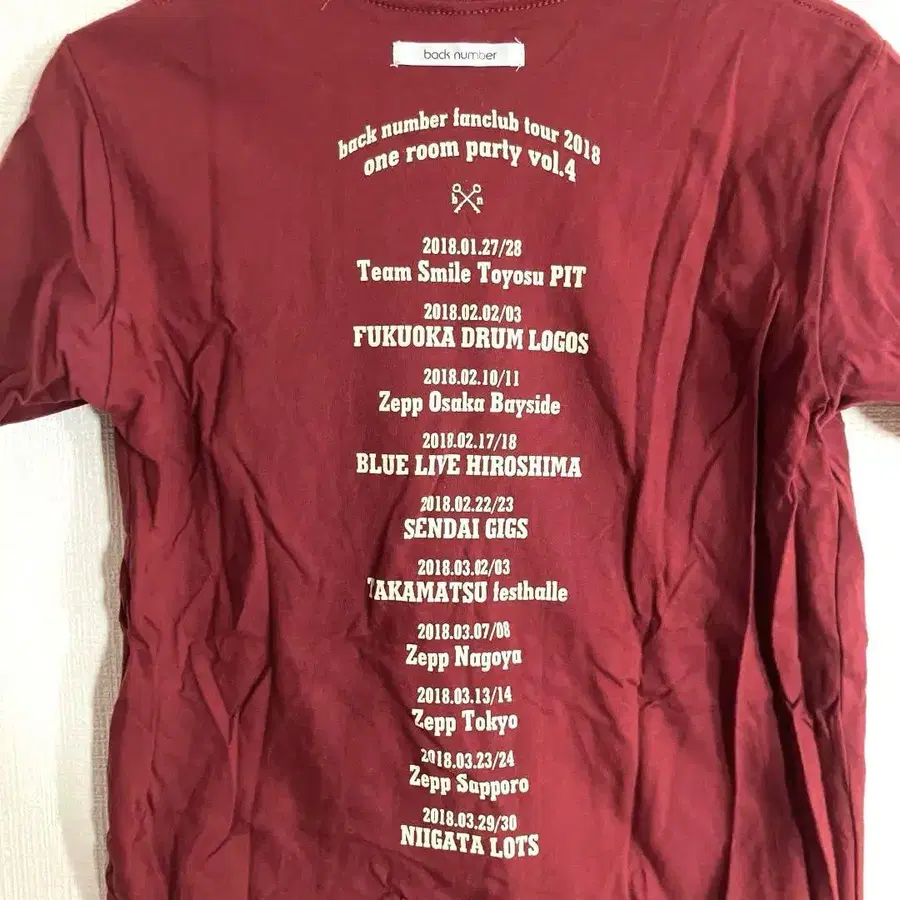 back number
back number fanclub tour 2018
one room party vol.4
b n
2018.01.27/28
Team Smile Toyosu PIT
2018.02.02/03
FUKUOKA DRUM LOGOS
2018.02.10/11
Zepp Osaka Bayside
2018.02.17/18
BLUE LIVE HIROSHIMA
2018.02.22/23
SENDAI GIGS
2018.03.02/03
TAKAMATSU festhalle
2018.03.07/08
Zepp Nagoya
2018.03.13/14
Zepp Tokyo
2018.03.23/24
Zepp Sapporo
2018.03.29/30
NIIGATA LOTS